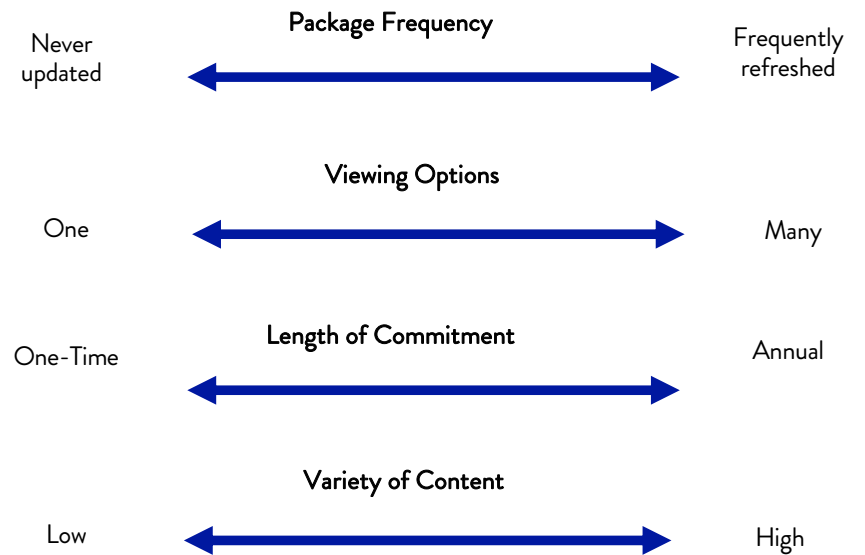 Package Frequency
Never
updated
Frequently
refreshed
Viewing Options
One
Many
Length of Commitment
One-Time
Annual
Variety of Content
Low
High